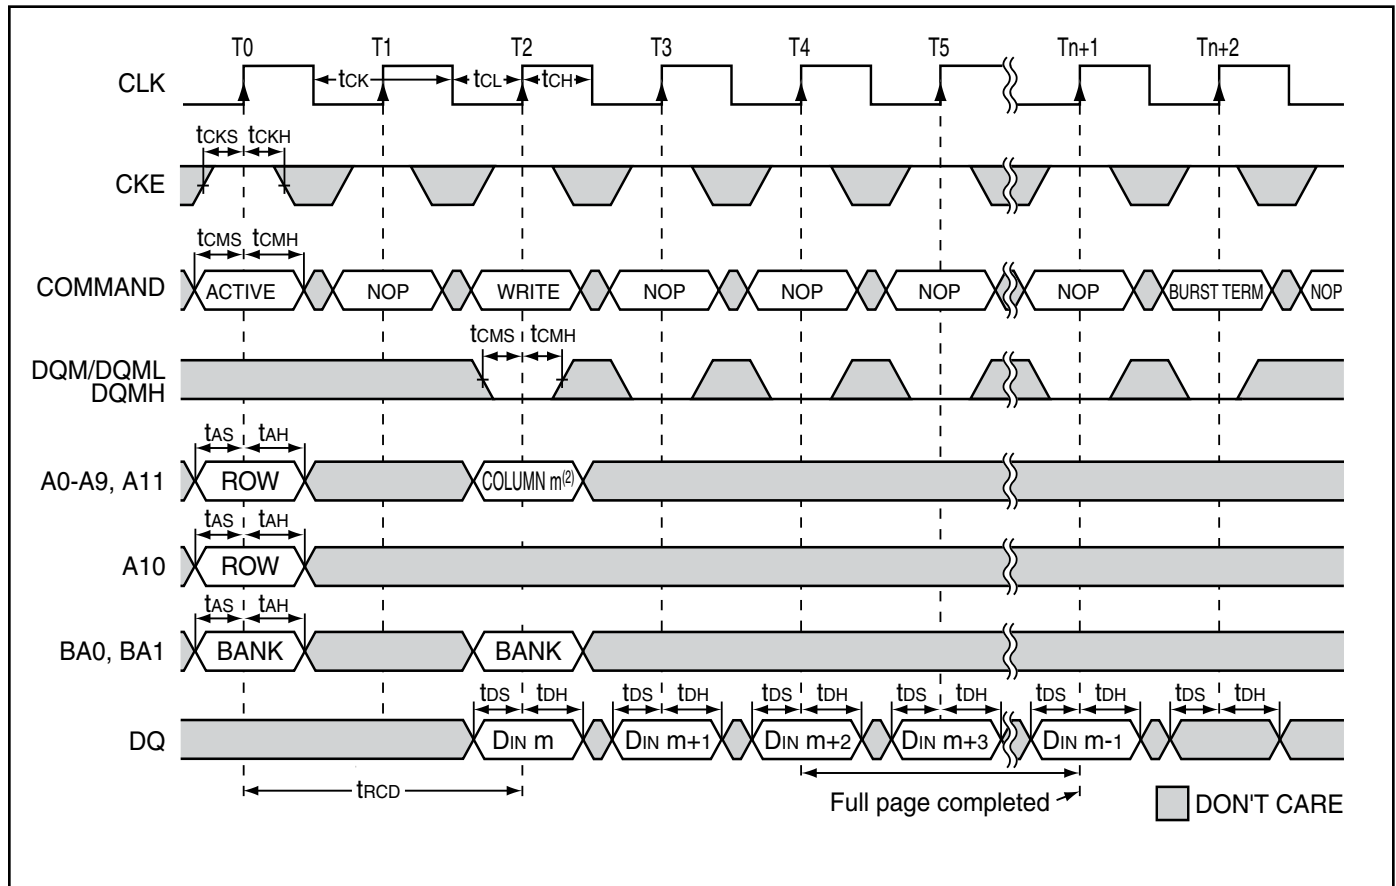 T0 T1 T2 T3 T4 T5 Tn+1 Tn+2
CLK tCK tCL tCH
tCKS tCKH
CKE
tCMS tCMH
COMMAND ACTIVE NOP WRITE NOP NOP NOP NOP BURST TERM NOP
tCMS tCMH
DQM/DQML
DQMH
tAS tAH
A0-A9, A11 ROW COLUMN m(2)
tAS tAH
A10 ROW
tAS tAH
BA0, BA1 BANK BANK
tDS tDH tDS tDH tDS tDH tDS tDH tDS tDH tDS tDH
DQ DIN m DIN m+1 DIN m+2 DIN m+3 DIN m-1
tRCD
Full page completed
DON'T CARE